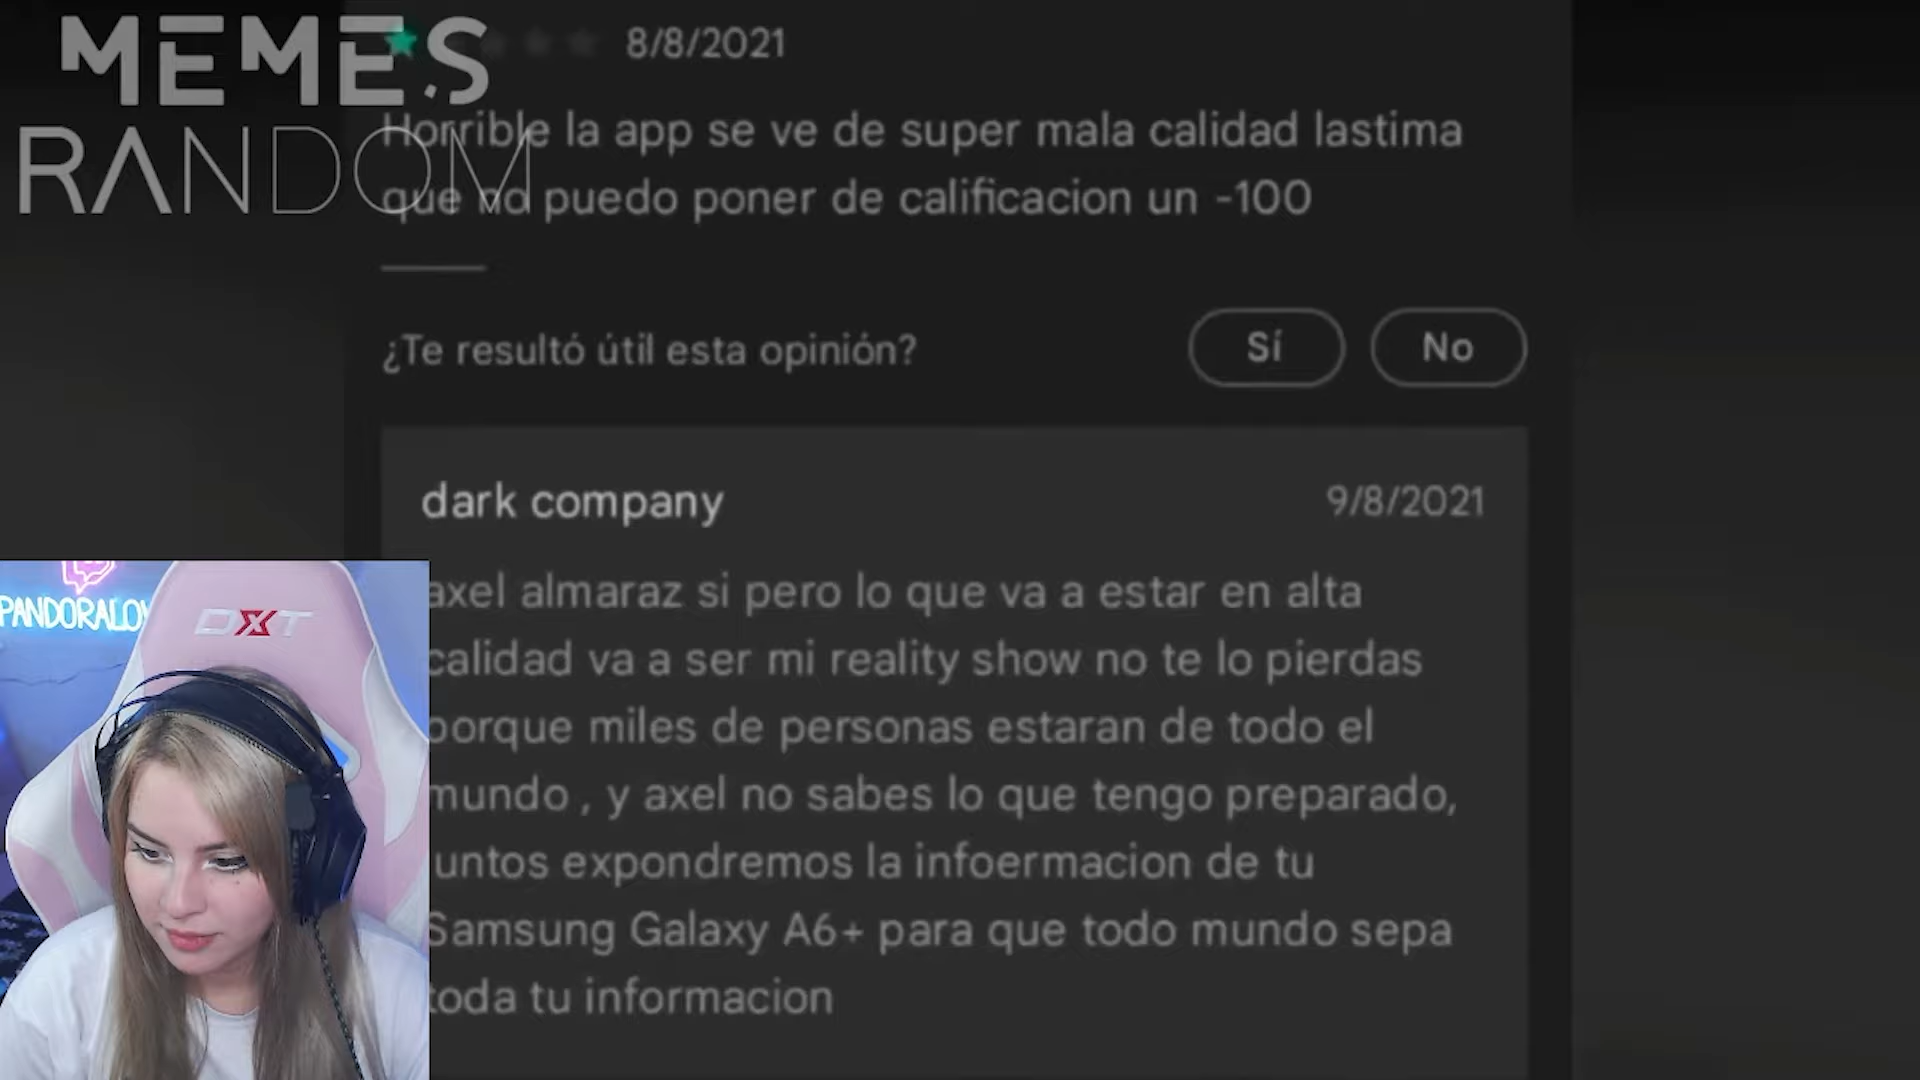 MEMES
RANDOM
8/8/2021
Horrible la app se ve de super mala calidad lastima
que no puedo poner de calificacion un -100
¿Te resultó útil esta opinión?
Sí
No
dark company
9/8/2021
axel almaraz si pero lo que va a estar en alta
calidad va a ser mi reality show no te lo pierdas
porque miles de personas estaran de todo el
mundo , y axel no sabes lo que tengo preparado,
untos expondremos la infoermacion de tu
Samsung Galaxy A6+ para que todo mundo sepa
toda tu informacion
PANDORALOV
DXT